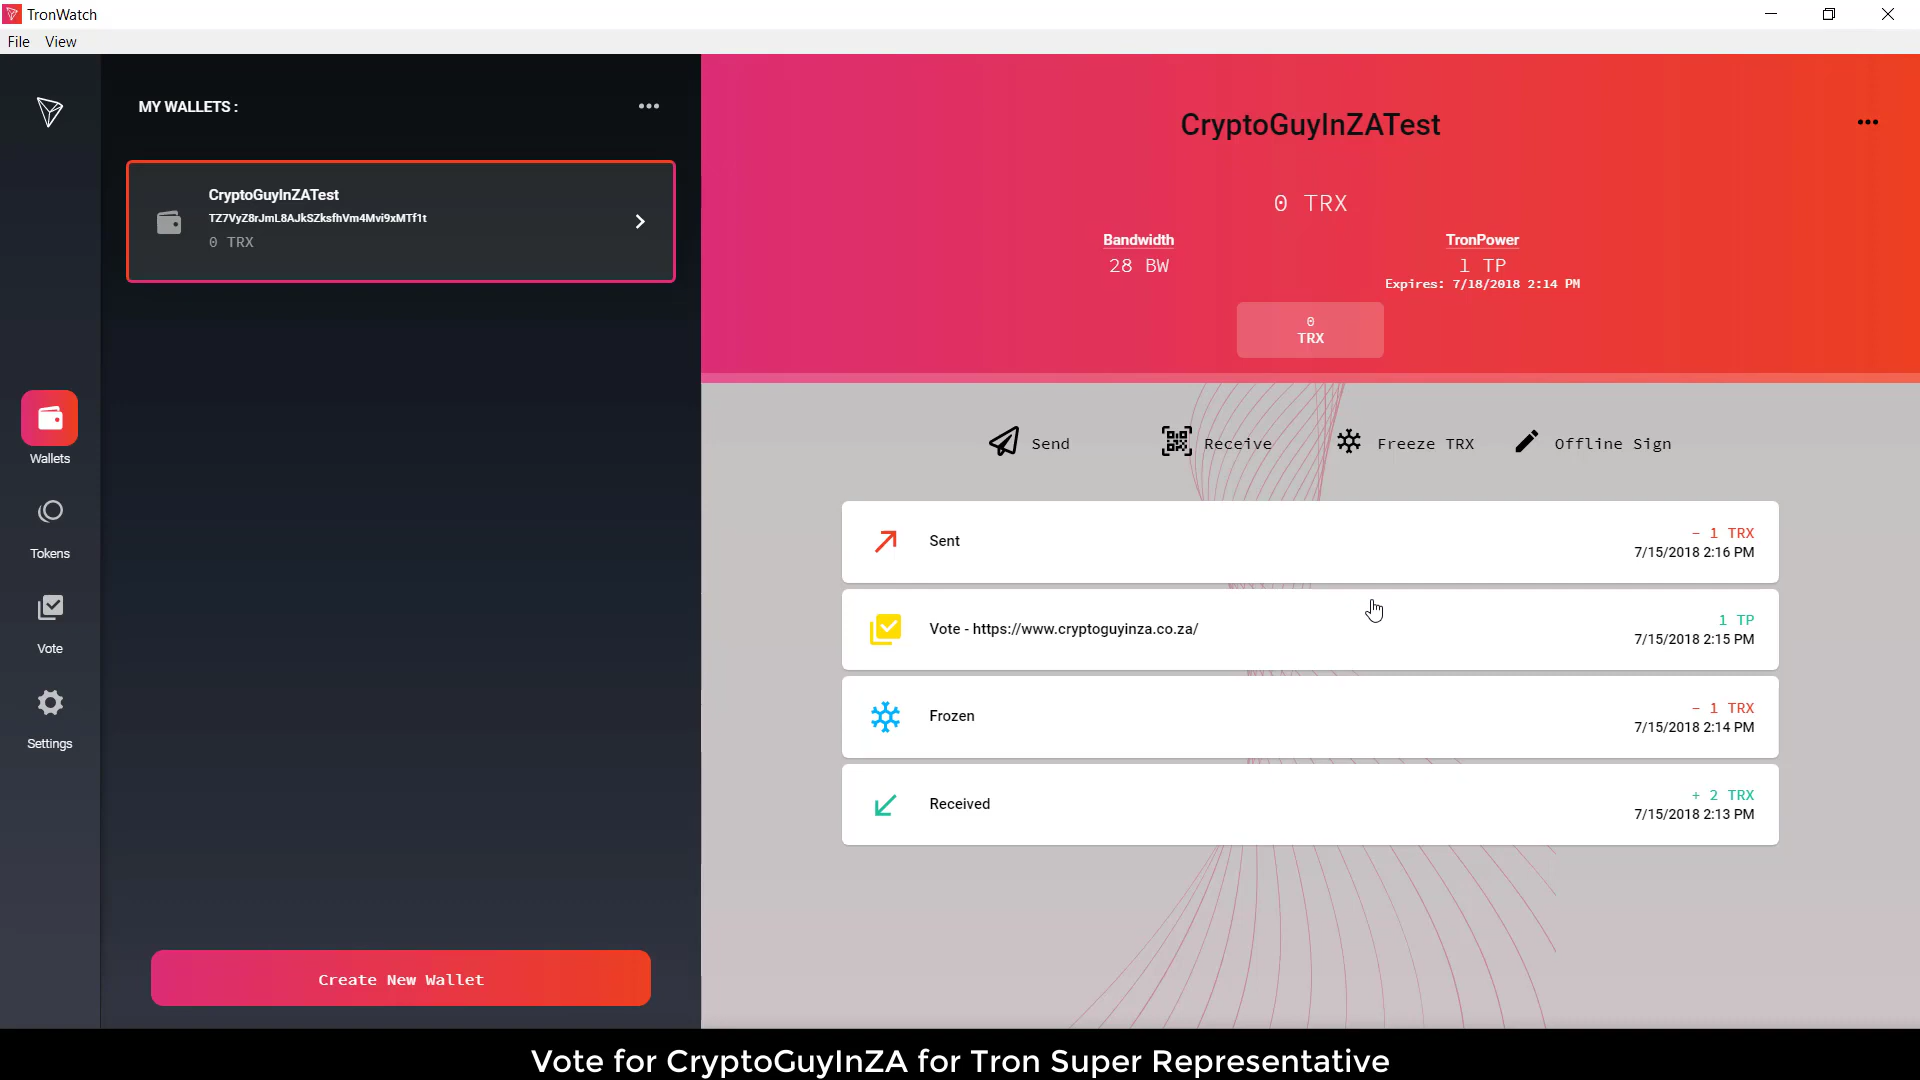 TronWatch
File View
MY WALLETS :
CryptoGuyInZATest
TZ7VyZ8rJmL8AJkSZksfhVm4Mvi9xMTf1t
0 TRX
Wallets
Tokens
Vote
Settings
Create New Wallet
CryptoGuyInZATest
0 TRX
Bandwidth
28 BW
TronPower
1 TP
Expires: 7/18/2018 2:14 PM
0
TRX
Send Receive Freeze TRX Offline Sign
Sent
- 1 TRX
7/15/2018 2:16 PM
Vote - https://www.cryptoguyinza.co.za/
1 TP
7/15/2018 2:15 PM
Frozen
- 1 TRX
7/15/2018 2:14 PM
Received
+ 2 TRX
7/15/2018 2:13 PM
Vote for CryptoGuyInZA for Tron Super Representative